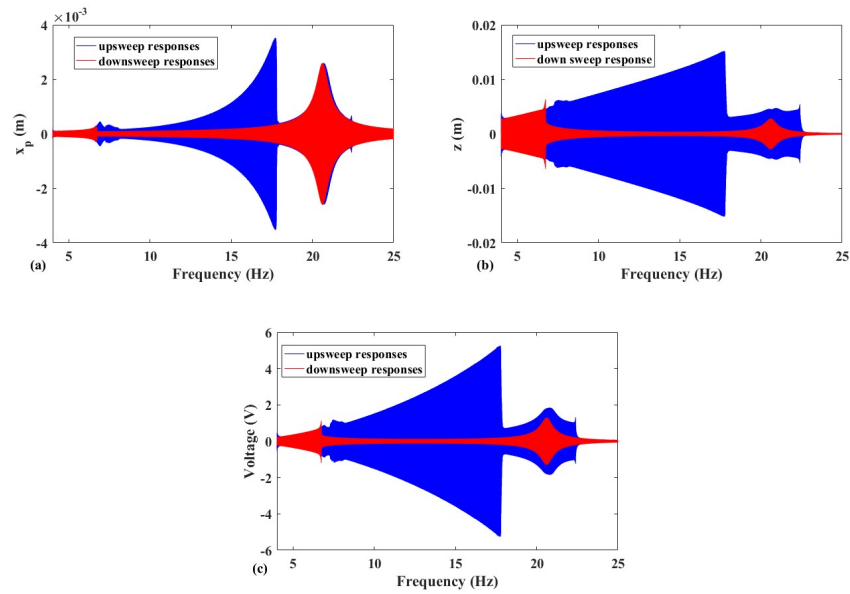 ×10⁻³
4
2
0
-2
-4
x_p (m)
upsweep responses
downsweep responses
5 10 15 20 25
(a)
Frequency (Hz)
0.02
0.01
0
-0.01
-0.02
z (m)
upsweep responses
down sweep response
5 10 15 20 25
(b)
Frequency (Hz)
6
4
2
0
-2
-4
-6
Voltage (V)
upsweep responses
downsweep responses
5 10 15 20 25
(c)
Frequency (Hz)